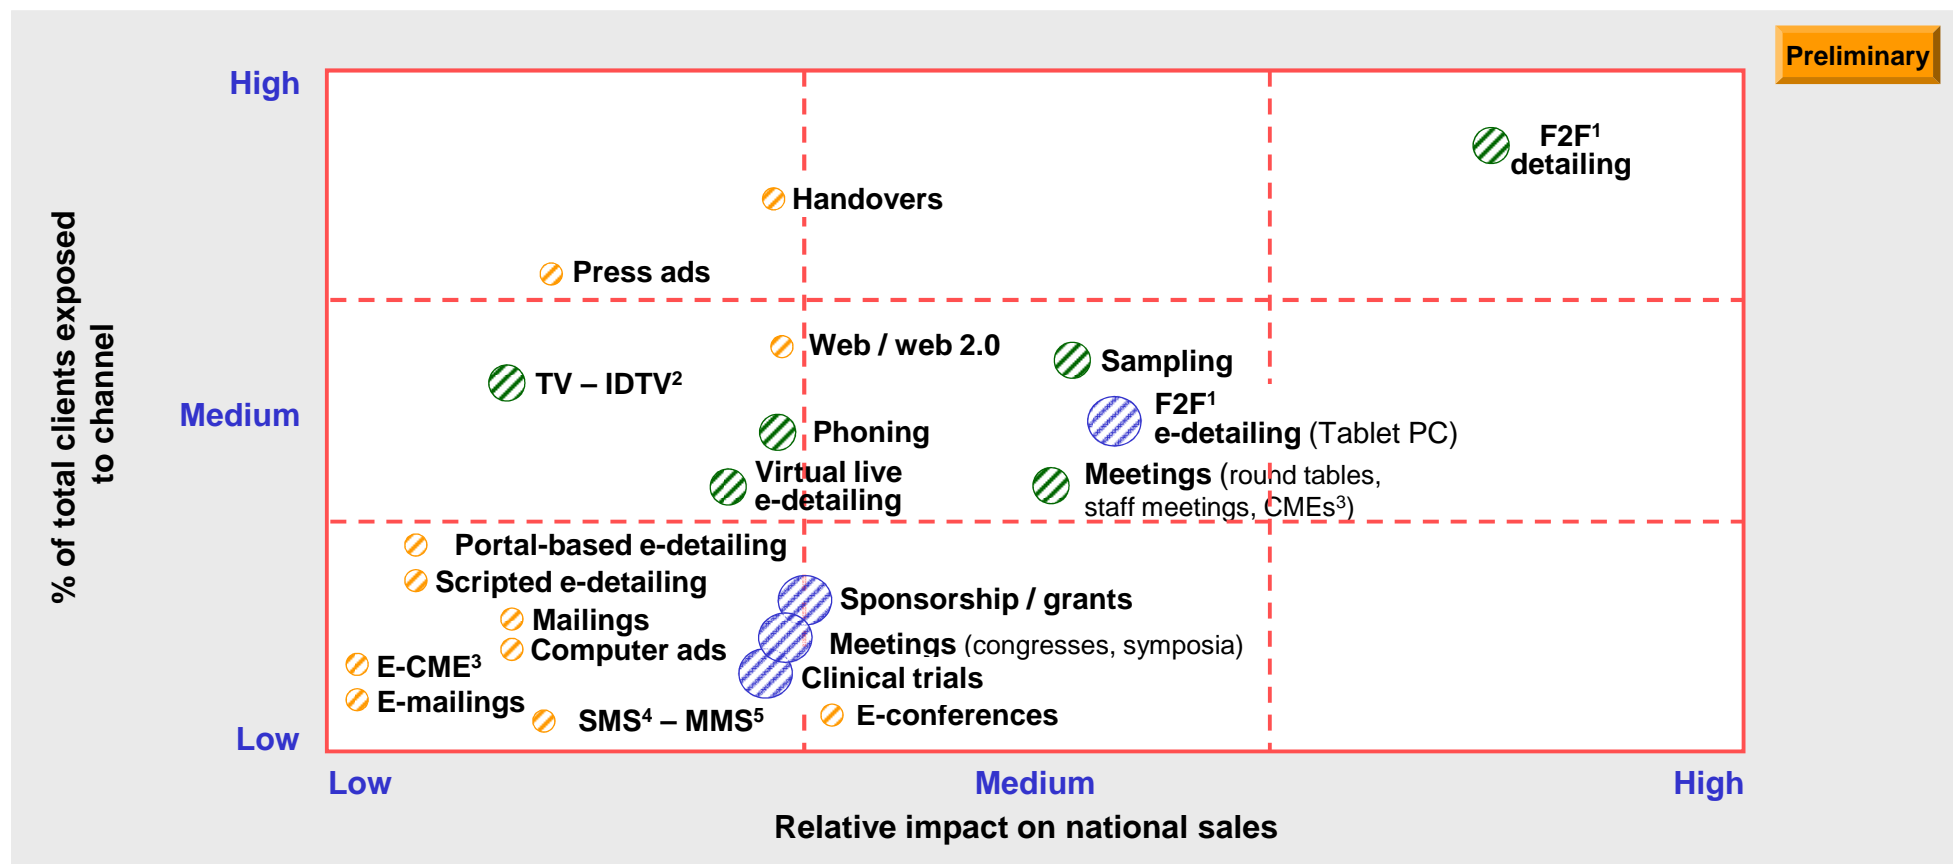 Preliminary
High
F2F1
detailing
Handovers
Press ads
% of total clients exposed
to channel
Web / web 2.0
Sampling
TV – IDTV2
Medium
F2F1
e-detailing (Tablet PC)
Phoning
Virtual live
e-detailing
Meetings (round tables,
staff meetings, CMEs3)
Portal-based e-detailing
Scripted e-detailing
Sponsorship / grants
Mailings
Meetings (congresses, symposia)
Computer ads
E-CME3
Clinical trials
E-mailings
SMS4 – MMS5
E-conferences
Low
Low
Medium
High
Relative impact on national sales